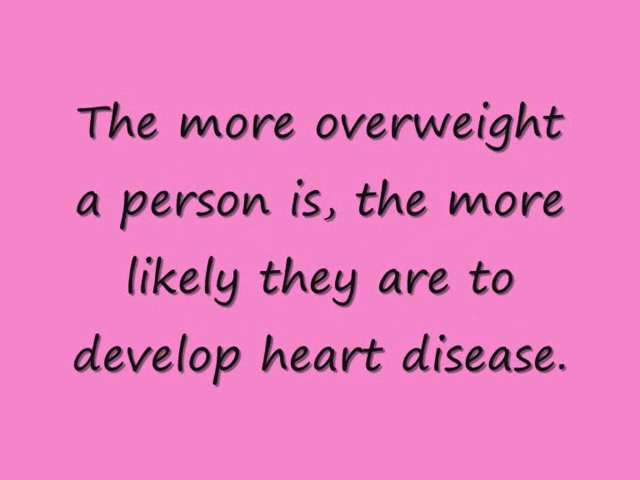 The more overweight
a person is, the more
likely they are to
develop heart disease.